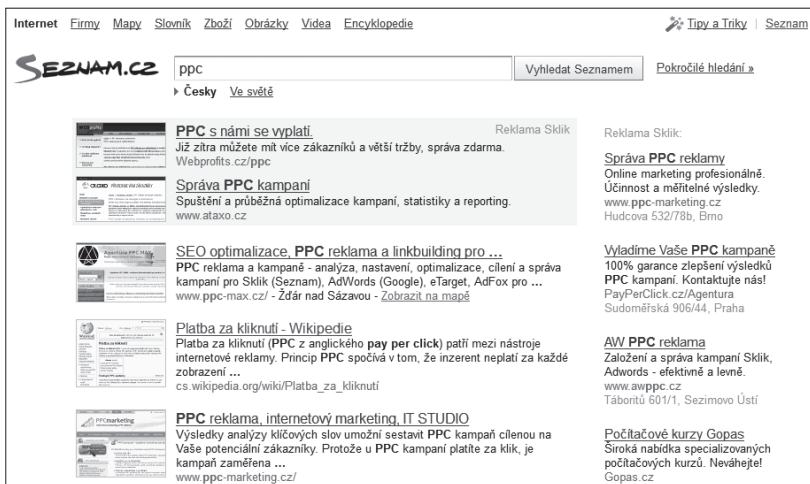 Internet Firmy Mapy Slovník Zboží Obrázky Videa Encyklopedie
Tipy a Triky | Seznam
SEZNAM.CZ
ppc
Vyhledat Seznamem
Pokročilé hledání »
Česky Ve světě
PPC s námi se vyplatí.
Reklama Sklik
Již zítra můžete mít více zákazníků a větší tržby, správa zdarma.
Webprofits.cz/ppc
Správa PPC kampaní
Spuštění a průběžná optimalizace kampaní, statistiky a reporting.
www.ataxo.cz
SEO optimalizace, PPC reklama a linkbuilding pro ...
PPC reklama a kampaně - analýza, nastavení, optimalizace, cílení a správa
kampaní pro Sklik (Seznam), AdWords (Google), eTarget, AdFox pro ...
www.ppc-max.cz/ - Žďár nad Sázavou - Zobrazit na mapě
Platba za kliknutí - Wikipedie
Platba za kliknutí (PPC z anglického pay per click) patří mezi nástroje
internetové reklamy. Princip PPC spočívá v tom, že inzerent neplatí za každé
zobrazení ...
cs.wikipedia.org/wiki/Platba_za_kliknutí
PPC reklama, internetový marketing, IT STUDIO
Výsledky analýzy klíčových slov umožní sestavit PPC kampaň cílenou na
Vaše potenciální zákazníky. Protože u PPC kampaní platíte za klik, je
kampaň zaměřena ...
www.ppc-marketing.cz/
Reklama Sklik:
Správa PPC reklamy
Online marketing profesionálně.
Účinnost a měřitelné výsledky.
www.ppc-marketing.cz
Hudcova 532/78b, Brno
Vyladíme Vaše PPC kampaně
100% garance zlepšení výsledků
PPC kampaní. Kontaktujte nás!
PayPerClick.cz/Agentura
Sudoměřská 906/44, Praha
AW PPC reklama
Založení a správa kampaní Sklik,
Adwords - efektivně a levně.
www.awppc.cz
Táboritů 601/1, Sezimovo Ústí
Počítačové kurzy Gopas
Široká nabídka specializovaných
počítačových kurzů. Neváhejte!
Gopas.cz